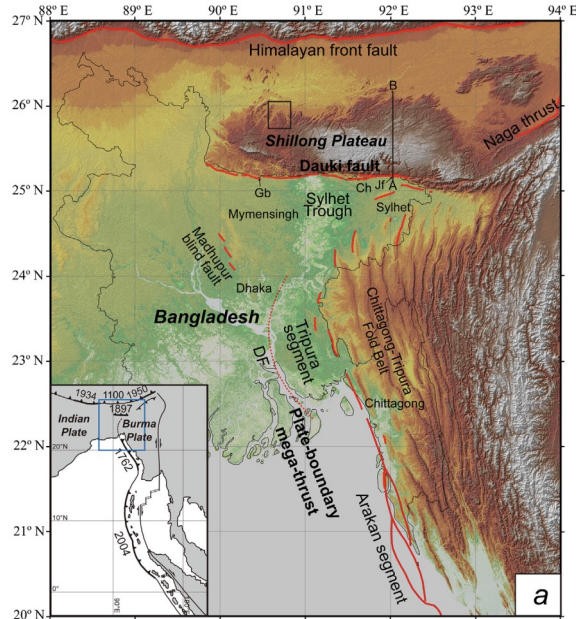 88° E
89° E
90° E
91° E
92° E
93° E
94° E
27° N
Himalayan front fault
26° N
B
Naga thrust
Shillong Plateau
Dauki fault
25° N
Gb
Ch
Jf
A
Sylhet
Trough
Sylhet
Mymensingh
Madhupur
blind fault
24° N
Dhaka
Bangladesh
Tripura
segment
Chittagong-Tripura
Fold Belt
23° N
DF
Chittagong
Plate-boundary
mega-thrust
22° N
Arakan segment
21° N
20° N
1934
1100
1950
1897
Indian
Plate
Burma
Plate
20°N
1762
10°N
2004
0°
90°E
100°E
a